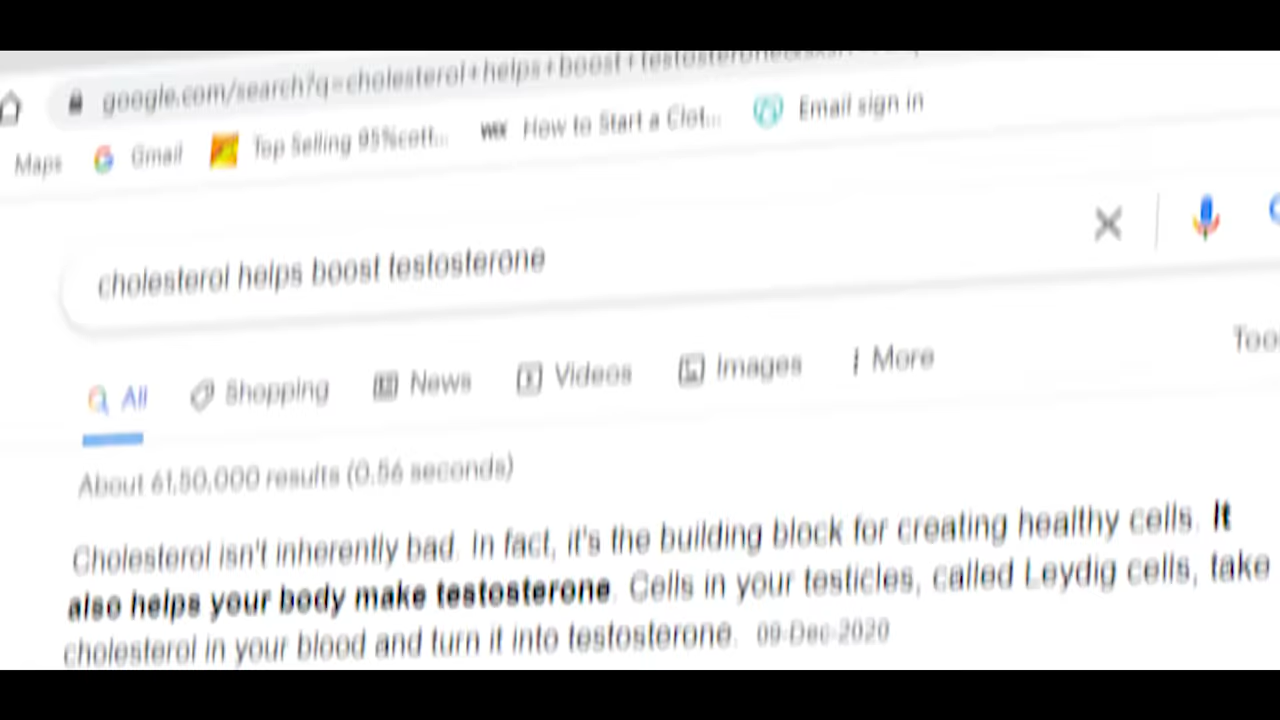 google.com/search?q=cholesterol+helps+boost+testosterone
Maps Gmail Top Selling 95%cott... WIX How to Start a Clot... Email sign in
cholesterol helps boost testosterone
All Shopping News Videos Images More Too
About 61,50,000 results (0.56 seconds)
Cholesterol isn't inherently bad. In fact, it's the building block for creating healthy cells. It
also helps your body make testosterone. Cells in your testicles, called Leydig cells, take
cholesterol in your blood and turn it into testosterone. 09-Dec-2020